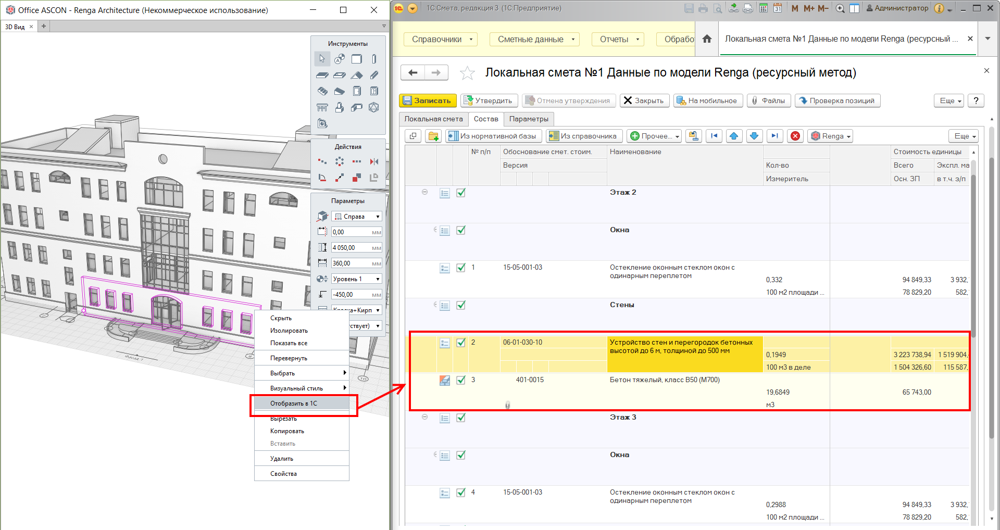 Office ASCON - Renga Architecture (Некоммерческое использование)
3D Вид
Инструменты
Действия
Параметры
Справа
0,00 мм
4 050,00 мм
360,00 мм
Уровень 1
-450,00 мм
Краска+Кирп
тствует)
Фасад 1
8
10
Скрыть
Изолировать
Показать все
Перевернуть
Выбрать
Визуальный стиль
Отобразить в 1С
Вырезать
Копировать
Вставить
Удалить
Свойства
1С:Смета, редакция 3 (1С:Предприятие)
M M+ M-
31
Администратор
Справочники
Сметные данные
Отчеты
Обрабо
Локальная смета №1 Данные по модели Renga (ресурсный ...
Локальная смета №1 Данные по модели Renga (ресурсный метод)
Записать
Утвердить
Отмена утверждения
Закрыть
На мобильное
Файлы
Проверка позиций
Еще
?
Локальная смета
Состав
Параметры
Из нормативной базы
Из справочника
Прочее...
Renga
Еще
№ п/п
Обоснование смет. стоим.
Наименование
Стоимость единицы
Версия
Кол-во
Всего
Экспл. ма
Измеритель
Осн. ЗП
в т.ч. з/п
Этаж 2
Окна
1 15-05-001-03 Остекление оконным стеклом окон с
одинарным переплетом
0,332 94 849,33 3 932,
100 м2 площади ... 78 829,20 582,
Стены
2 06-01-030-10 Устройство стен и перегородок бетонных
высотой до 6 м, толщиной до 500 мм
0,1949 3 223 738,94 1 519 904,
100 м3 в деле 1 504 326,60 115 587,
3 401-0015 Бетон тяжелый, класс В50 (М700)
19,6849 65 743,00
м3
Этаж 3
Окна
4 15-05-001-03 Остекление оконным стеклом окон с
одинарным переплетом
0,2988 94 849,33 3 932,
100 м2 площади ... 78 829,20 582,